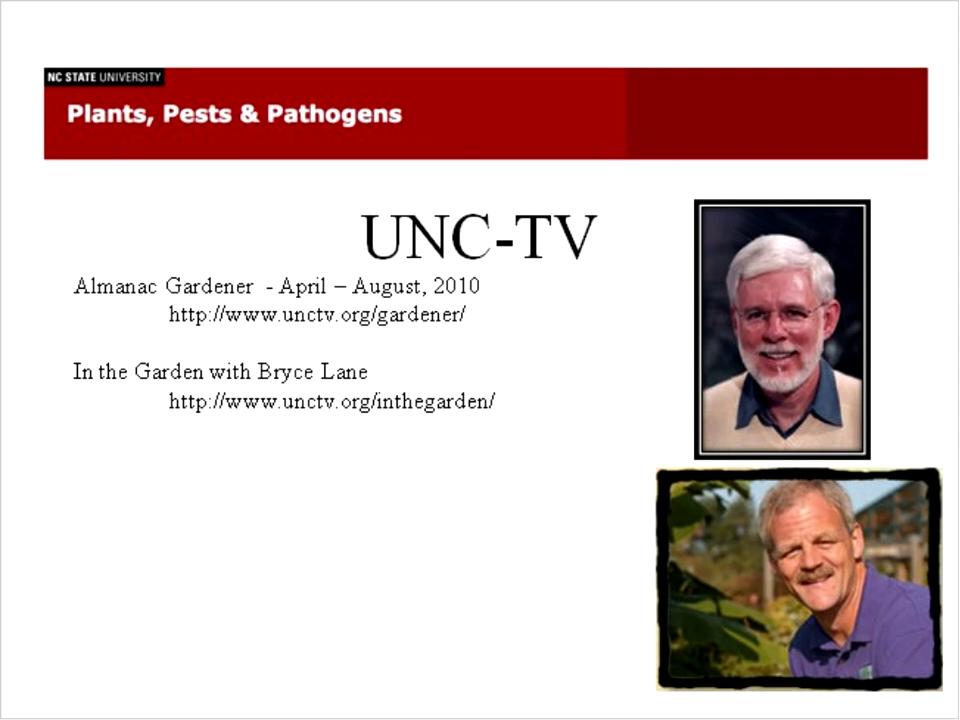 NC STATE UNIVERSITY
Plants, Pests & Pathogens
UNC-TV
Almanac Gardener - April – August, 2010
http://www.unctv.org/gardener/
In the Garden with Bryce Lane
http://www.unctv.org/inthegarden/